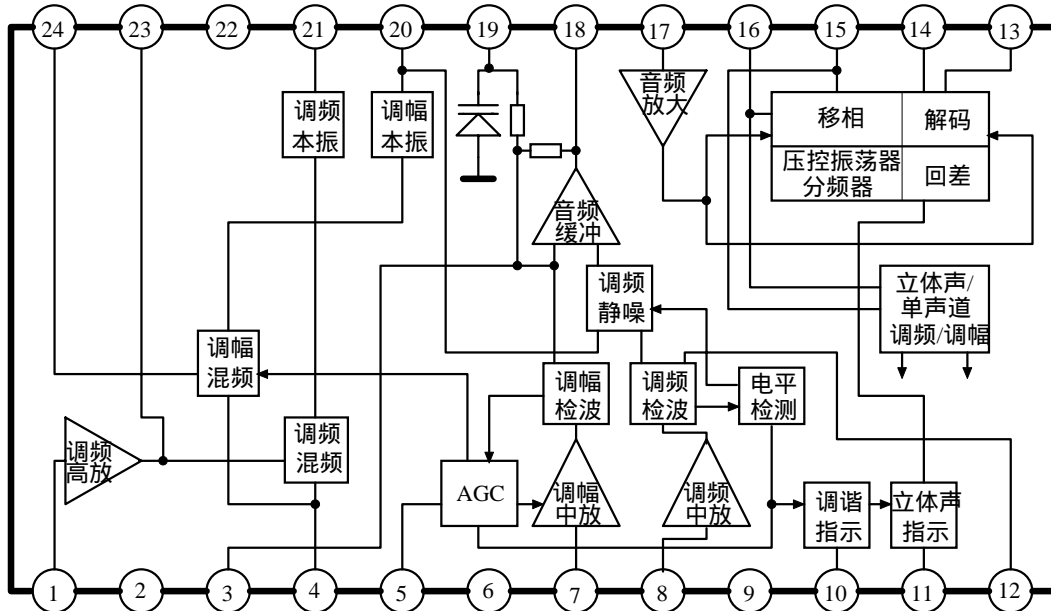 24 23 22 21 20 19 18 17 16 15 14 13
调频
本振
调幅
本振
音频
放大
移相
解码
压控振荡器
分频器
回差
音频
缓冲
调频
静噪
立体声/
单声道
调频/调幅
调幅
混频
调幅
检波
调频
检波
电平
检测
调频
高放
调频
混频
AGC
调幅
中放
调频
中放
调谐
指示
立体声
指示
1 2 3 4 5 6 7 8 9 10 11 12